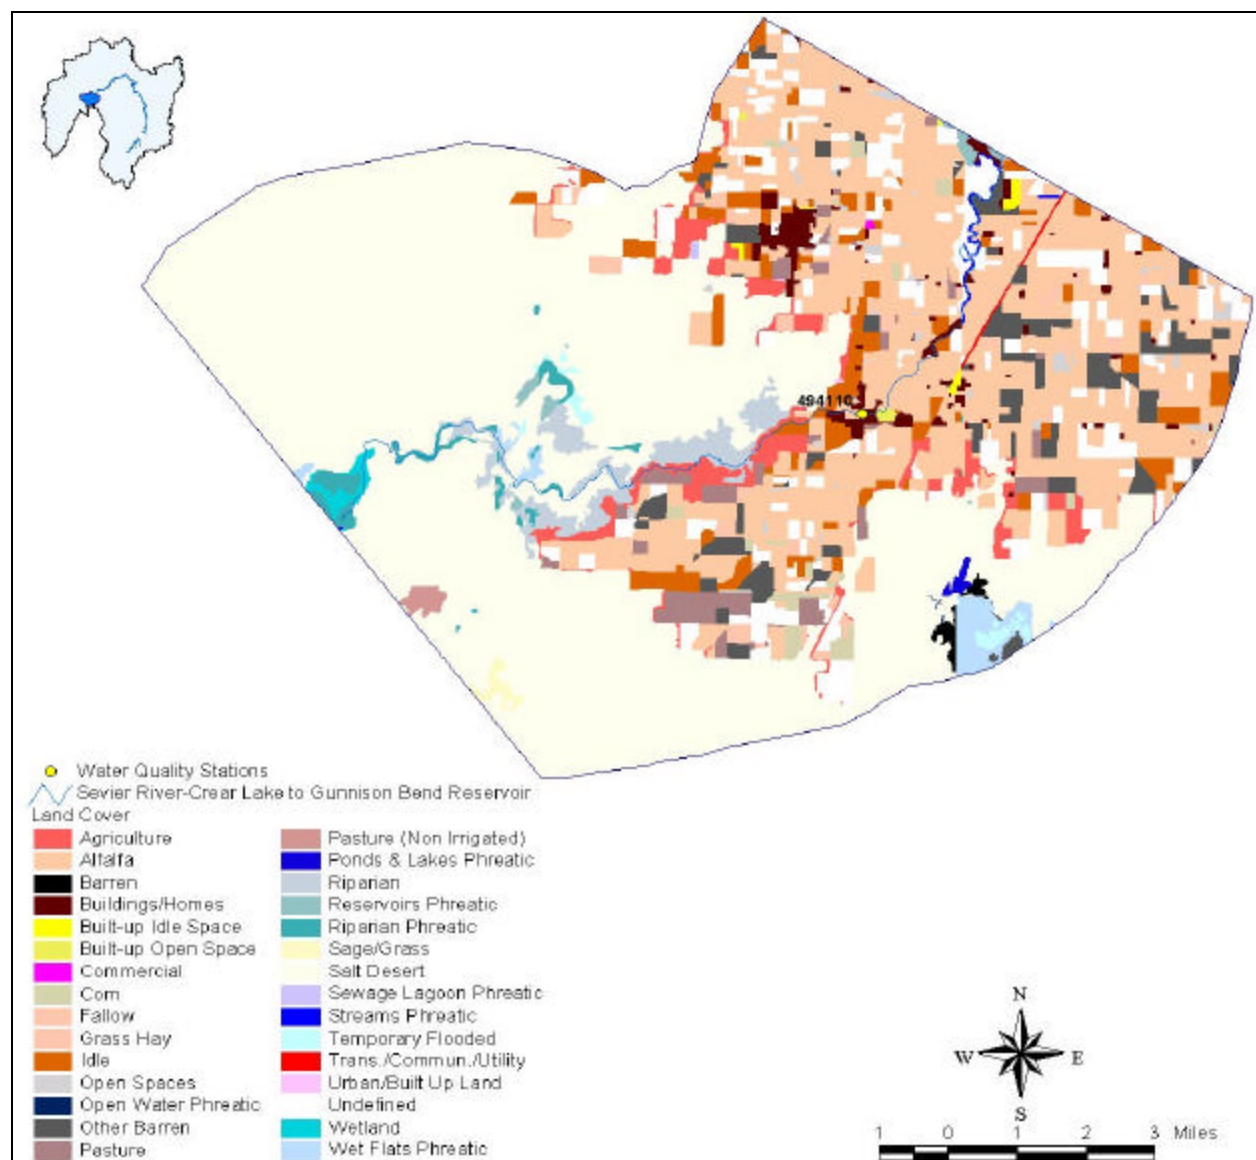 494110
Water Quality Stations
Sevier River-Crear Lake to Gunnison Bend Reservoir
Land Cover
Agriculture
Alfalfa
Barren
Buildings/Homes
Built-up Idle Space
Built-up Open Space
Commercial
Corn
Fallow
Grass Hay
Idle
Open Spaces
Open Water Phreatic
Other Barren
Pasture
Pasture (Non Irrigated)
Ponds & Lakes Phreatic
Riparian
Reservoirs Phreatic
Riparian Phreatic
Sage/Grass
Salt Desert
Sewage Lagoon Phreatic
Streams Phreatic
Temporary Flooded
Trans./Commun./Utility
Urban/Built Up Land
Undefined
Wetland
Wet Flats Phreatic
N
W E
S
1 0 1 2 3 Miles